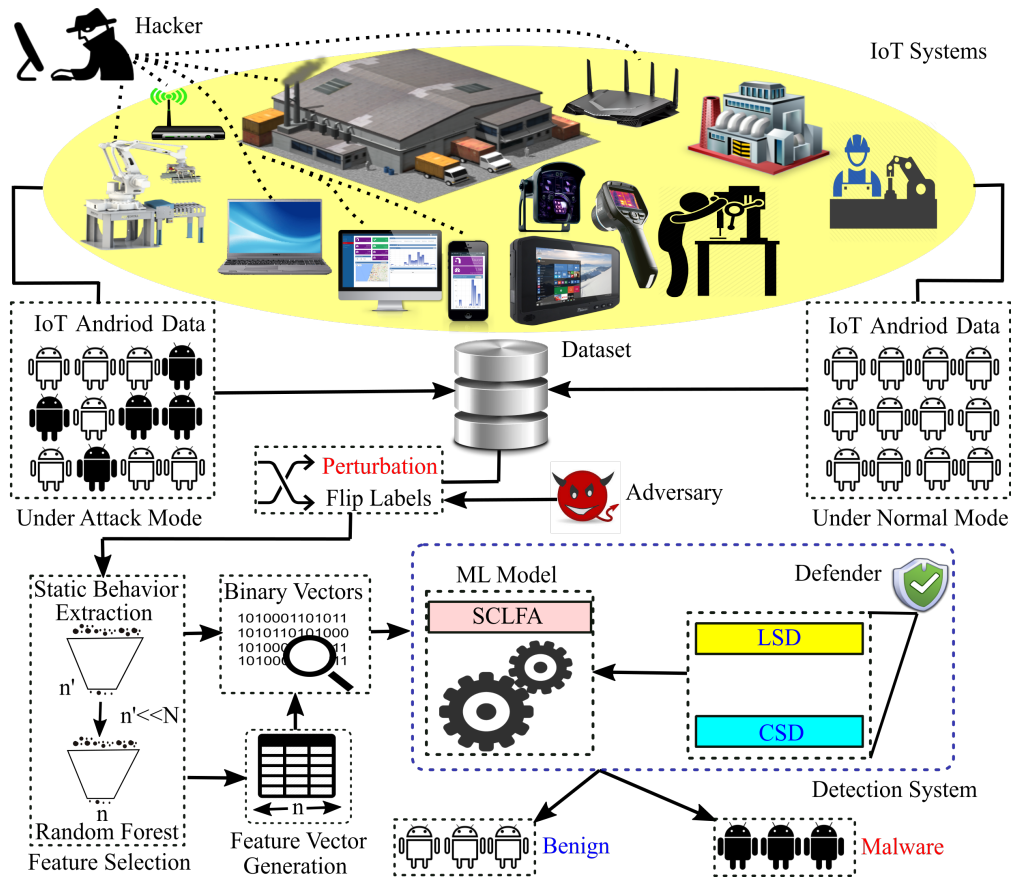 Hacker
IoT Systems
IoT Andriod Data
Under Attack Mode
Dataset
IoT Andriod Data
Under Normal Mode
Perturbation
Flip Labels
Adversary
Static Behavior
Extraction
n'
n'<<N
n
Random Forest
Feature Selection
Binary Vectors
1010001101011
1010110101000
n
Feature Vector
Generation
ML Model
SCLFA
Defender
LSD
CSD
Detection System
Benign
Malware